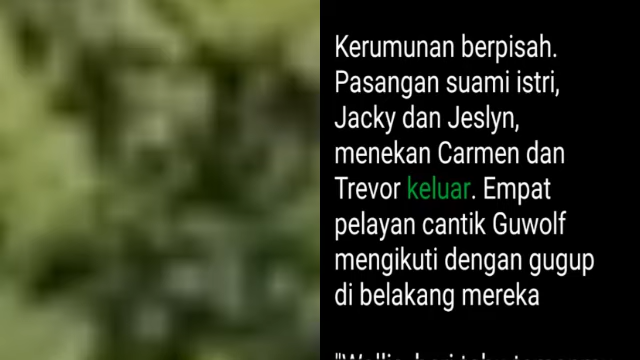 Kerumunan berpisah.
Pasangan suami istri,
Jacky dan Jeslyn,
menekan Carmen dan
Trevor keluar. Empat
pelayan cantik Guwolf
mengikuti dengan gugup
di belakang mereka